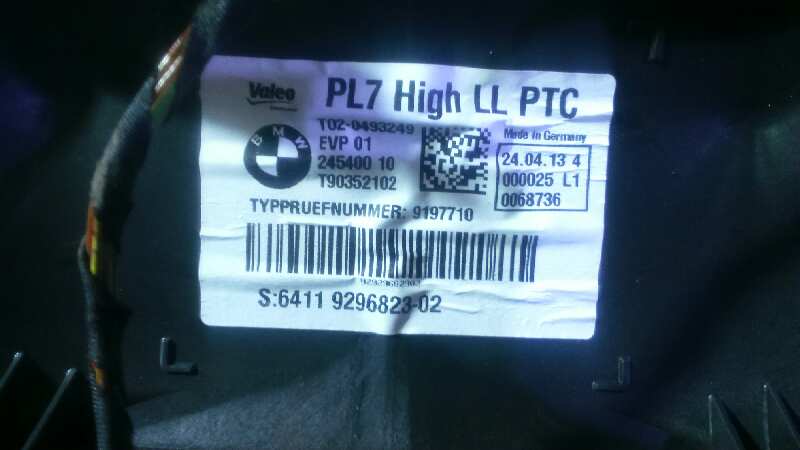 Valeo
PL7 High LL PTC
T02-0493249
EVP 01
245400 10
T90352102
BMW
Made in Germany
24.04.13 4
000025 L1
0068736
TYPPRUEFNUMMER: 9197710
S:6411 9296823-02